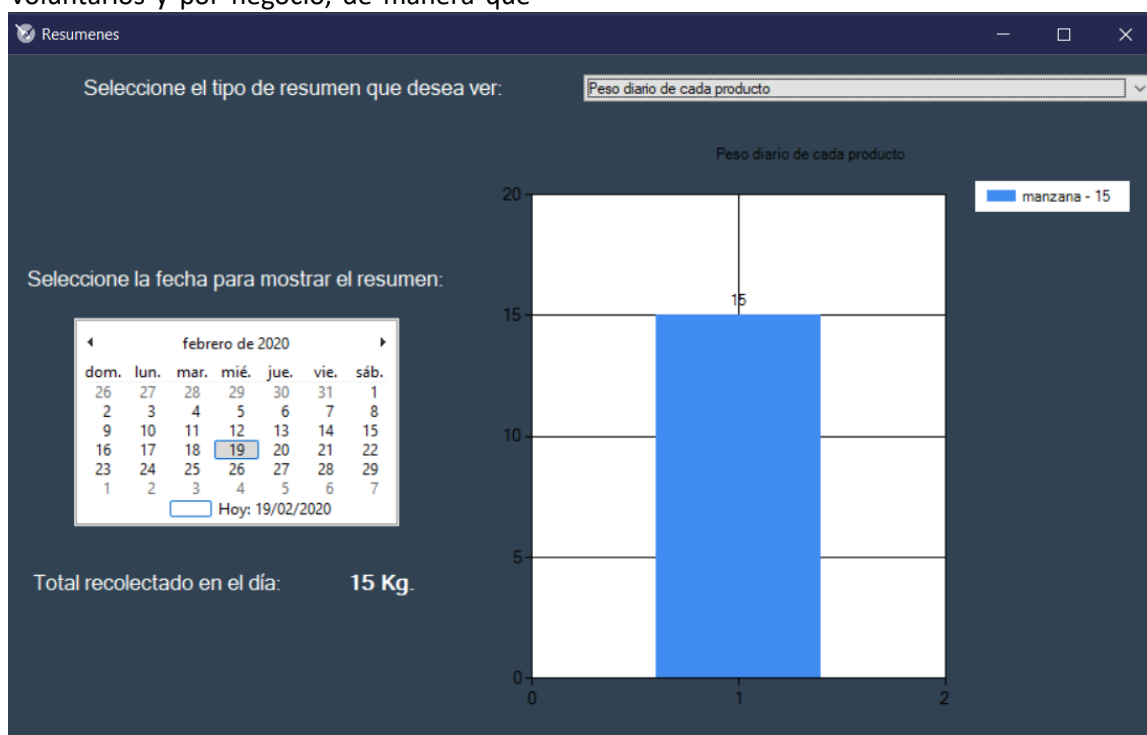 voluntarios y por negocio, de manera que
Resumenes
Seleccione el tipo de resumen que desea ver:
Peso diario de cada producto
Peso diario de cada producto
manzana - 15
20
15
15
10
5
0
0 1 2
Seleccione la fecha para mostrar el resumen:
febrero de 2020
dom. lun. mar. mié. jue. vie. sáb.
26 27 28 29 30 31 1
2 3 4 5 6 7 8
9 10 11 12 13 14 15
16 17 18 19 20 21 22
23 24 25 26 27 28 29
1 2 3 4 5 6 7
Hoy: 19/02/2020
Total recolectado en el día: 15 Kg.